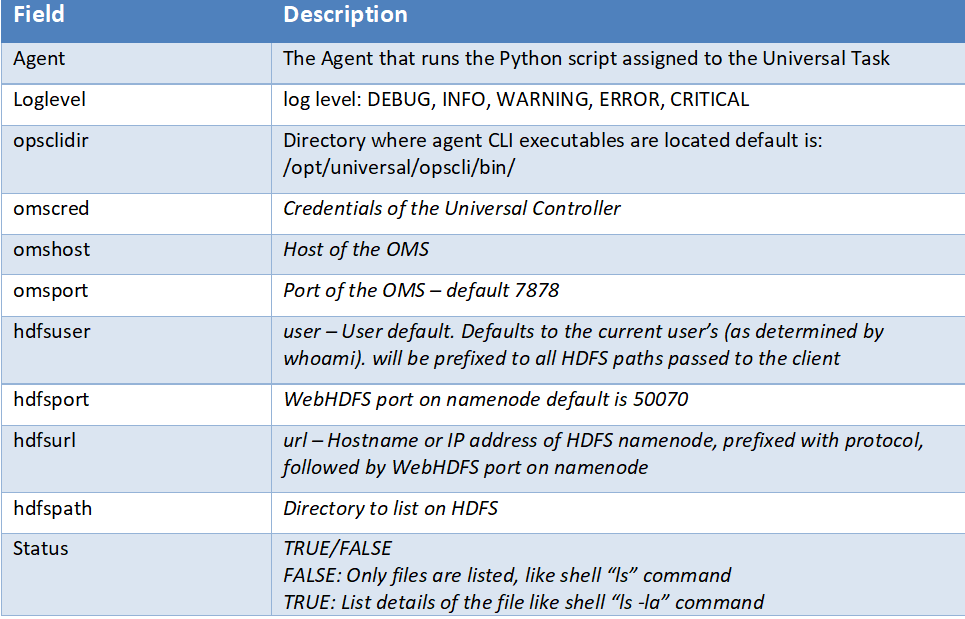 Field Description
Agent The Agent that runs the Python script assigned to the Universal Task
Loglevel log level: DEBUG, INFO, WARNING, ERROR, CRITICAL
opsclidir Directory where agent CLI executables are located default is:
/opt/universal/opscli/bin/
omscred Credentials of the Universal Controller
omshost Host of the OMS
omsport Port of the OMS – default 7878
hdfsuser user – User default. Defaults to the current user’s (as determined by
whoami). will be prefixed to all HDFS paths passed to the client
hdfsport WebHDFS port on namenode default is 50070
hdfsurl url – Hostname or IP address of HDFS namenode, prefixed with protocol,
followed by WebHDFS port on namenode
hdfspath Directory to list on HDFS
Status TRUE/FALSE
FALSE: Only files are listed, like shell “ls” command
TRUE: List details of the file like shell “ls -la” command